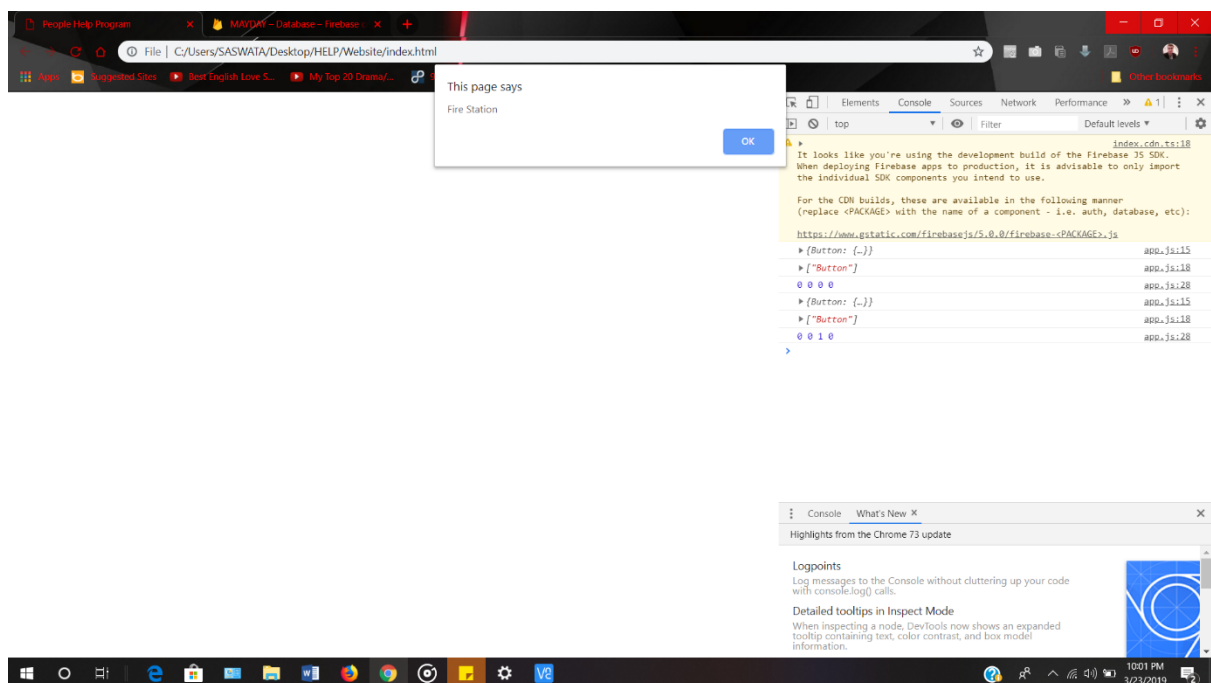 People Help Program
MAYDAY – Database – Firebase c
File | C:/Users/SASWATA/Desktop/HELP/Website/index.html
Apps Suggested Sites Best English Love S... My Top 20 Drama/... Other bookmarks
This page says
Fire Station
OK
Elements Console Sources Network Performance » 1
top Filter Default levels
index.cdn.ts:18
It looks like you're using the development build of the Firebase JS SDK.
When deploying Firebase apps to production, it is advisable to only import
the individual SDK components you intend to use.
For the CDN builds, these are available in the following manner
(replace <PACKAGE> with the name of a component - i.e. auth, database, etc):
https://www.gstatic.com/firebasejs/5.0.0/firebase-<PACKAGE>.js
{Button: {…}} app.js:15
["Button"] app.js:18
0 0 0 0 app.js:28
{Button: {…}} app.js:15
["Button"] app.js:18
0 0 1 0 app.js:28
Console What's New
Highlights from the Chrome 73 update
Logpoints
Log messages to the Console without cluttering up your code
with console.log() calls.
Detailed tooltips in Inspect Mode
When inspecting a node, DevTools now shows an expanded
tooltip containing text, color contrast, and box model
information.
10:01 PM
3/23/2019